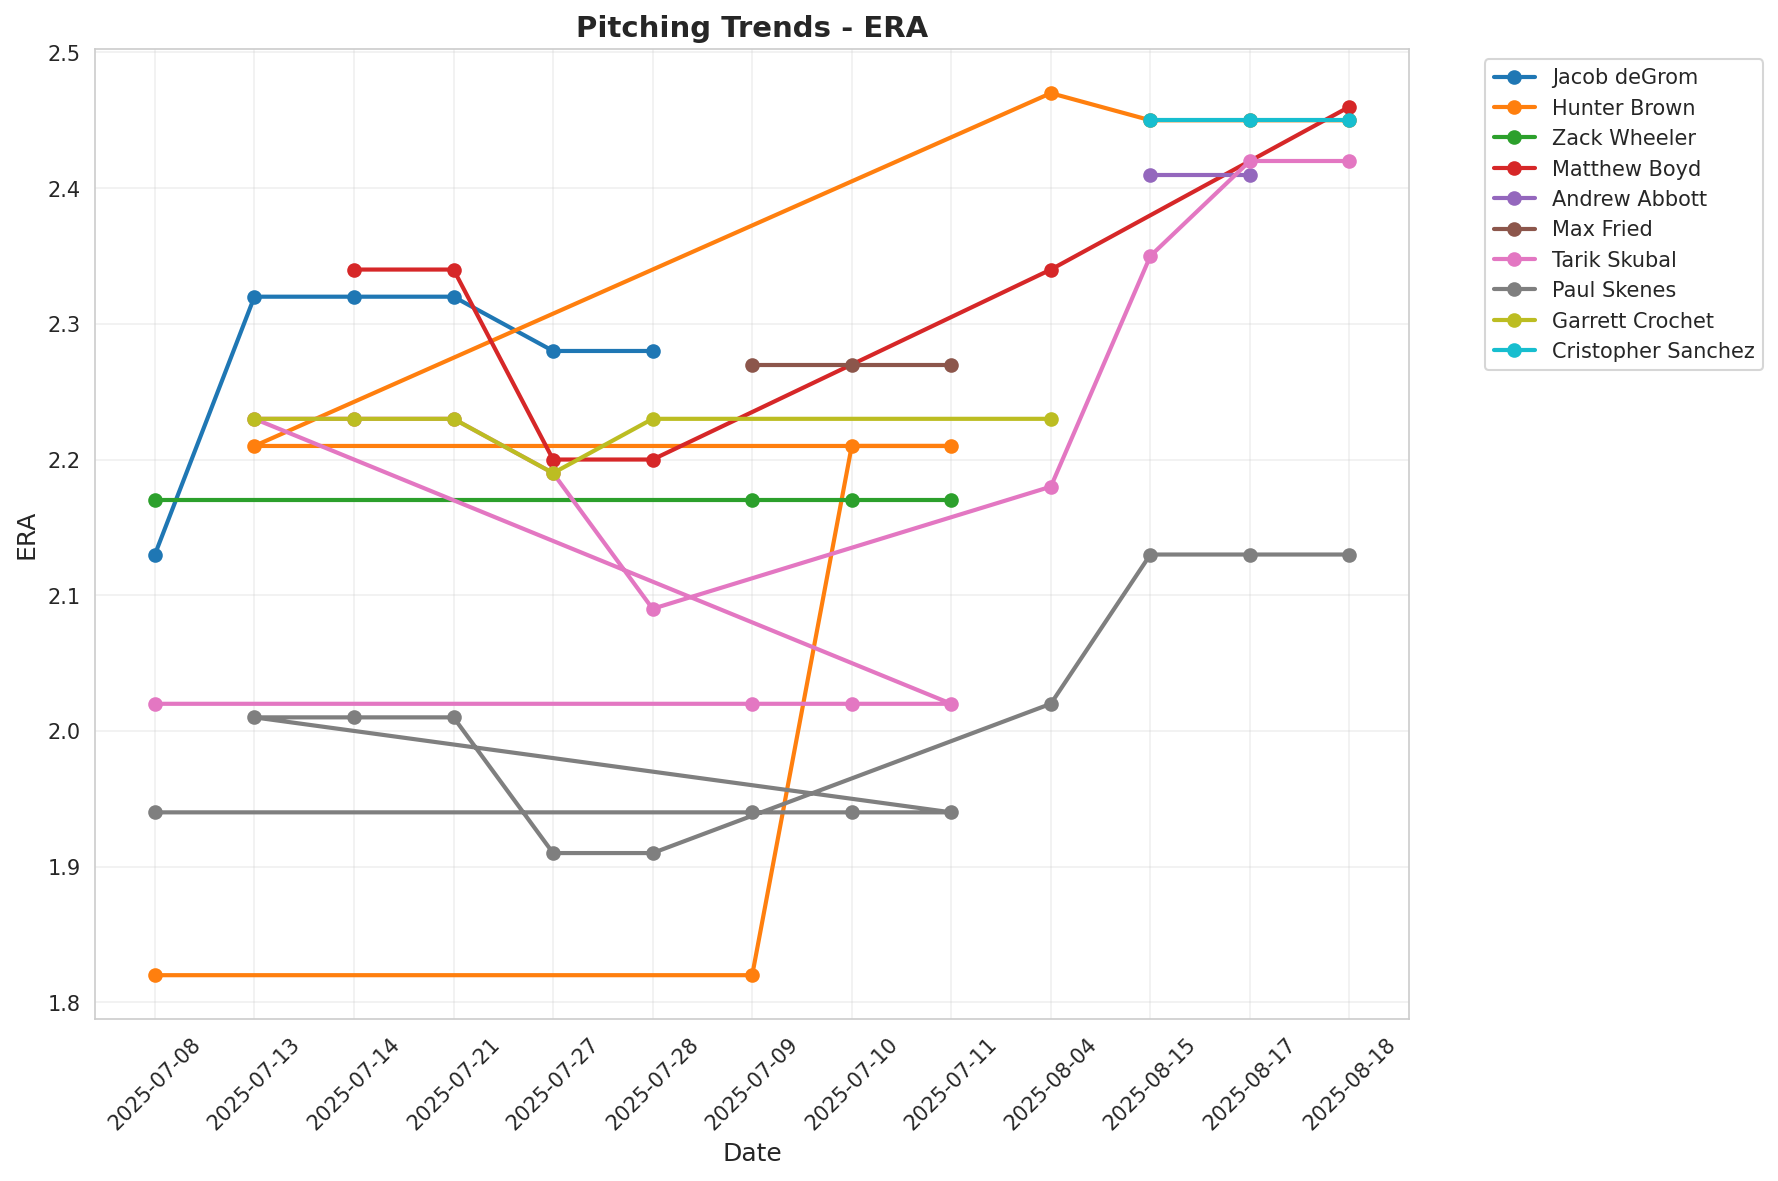 Pitching Trends - ERA
2.5
2.4
2.3
2.2
2.1
2.0
1.9
1.8
ERA
2025-07-08
2025-07-13
2025-07-14
2025-07-21
2025-07-27
2025-07-28
2025-07-09
2025-07-10
2025-07-11
2025-08-04
2025-08-15
2025-08-17
2025-08-18
Date
Jacob deGrom
Hunter Brown
Zack Wheeler
Matthew Boyd
Andrew Abbott
Max Fried
Tarik Skubal
Paul Skenes
Garrett Crochet
Cristopher Sanchez